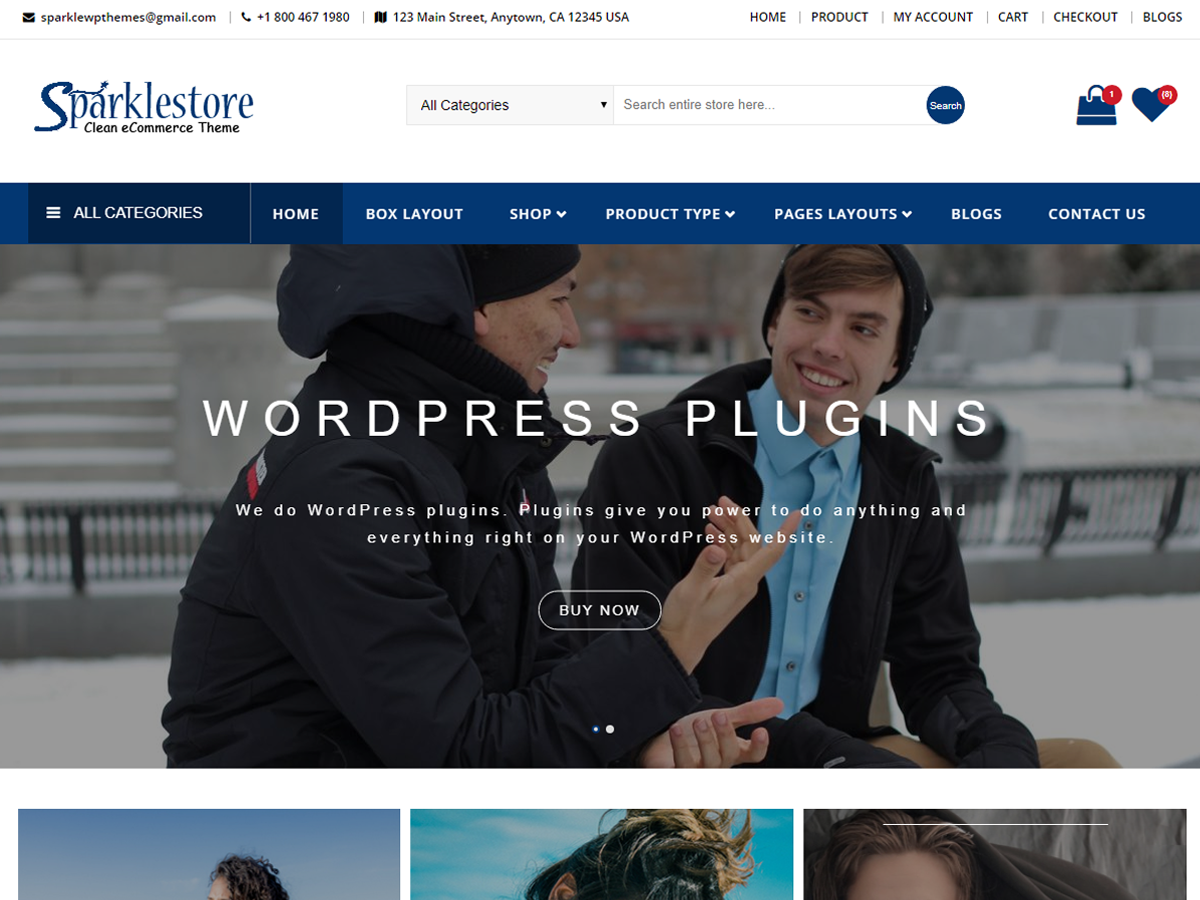 sparklewpthemes@gmail.com +1 800 467 1980 123 Main Street, Anytown, CA 12345 USA HOME PRODUCT MY ACCOUNT CART CHECKOUT BLOGS
Sparklestore
Clean eCommerce Theme
All Categories Search entire store here... Search 1 (8)
ALL CATEGORIES HOME BOX LAYOUT SHOP PRODUCT TYPE PAGES LAYOUTS BLOGS CONTACT US
WORDPRESS PLUGINS
We do WordPress plugins. Plugins give you power to do anything and
everything right on your WordPress website.
BUY NOW